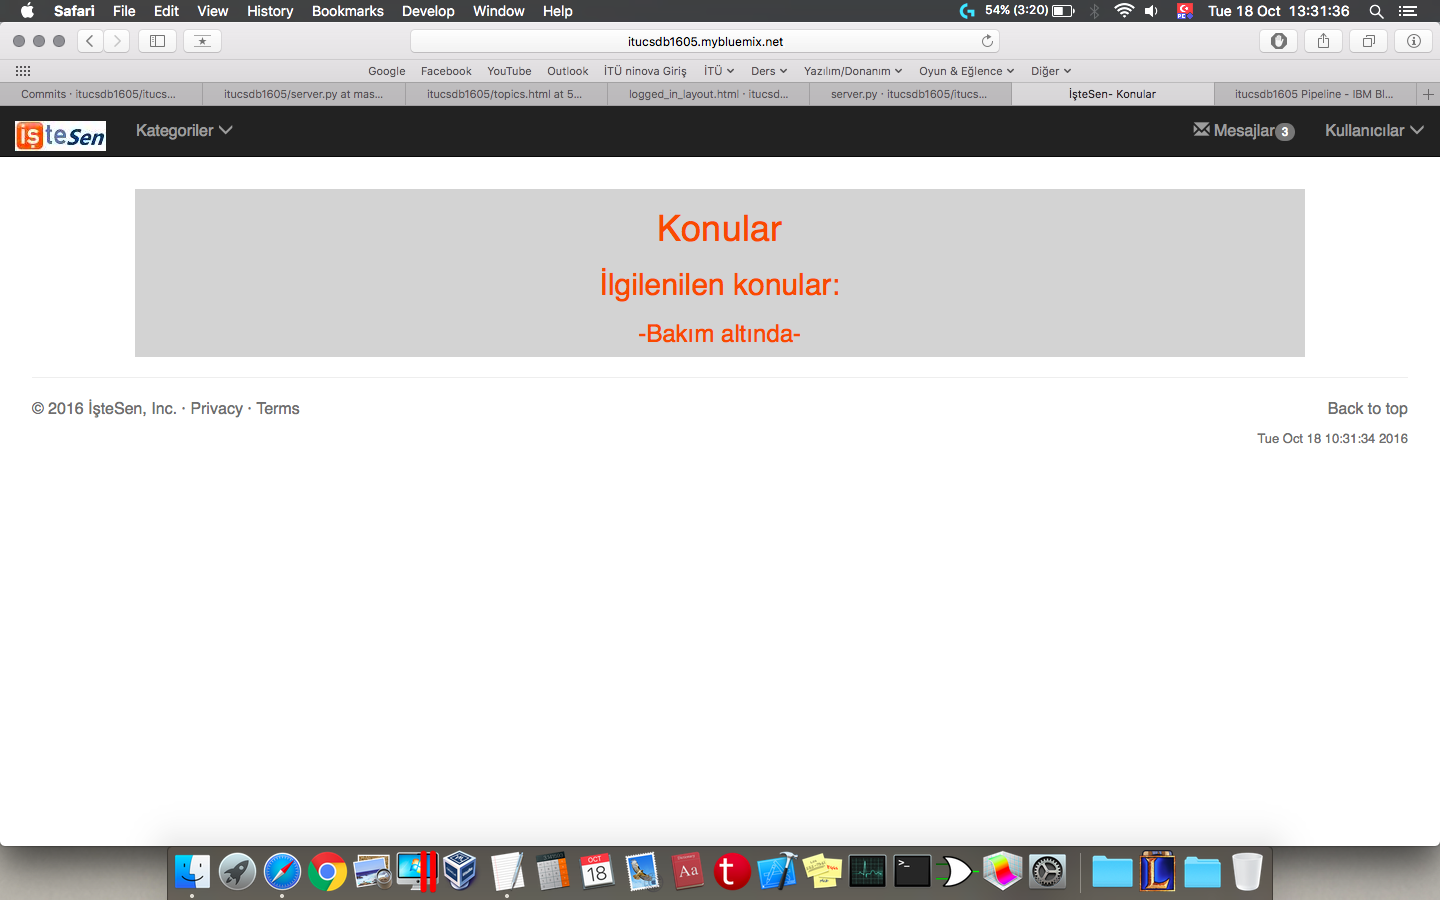 Safari File Edit View History Bookmarks Develop Window Help 54% (3:20) Tue 18 Oct 13:31:36
itucsdb1605.mybluemix.net
Google Facebook YouTube Outlook İTÜ ninova Giriş İTÜ Ders Yazılım/Donanım Oyun & Eğlence Diğer
Commits · itucsdb1605/itucs... itucsdb1605/server.py at mas... itucsdb1605/topics.html at 5... logged_in_layout.html · itucsd... server.py · itucsdb1605/itucs... İşteSen- Konular itucsdb1605 Pipeline - IBM Bl...
işteSen Kategoriler Mesajlar 3 Kullanıcılar
Konular
İlgilenilen konular:
-Bakım altında-
© 2016 İşteSen, Inc. · Privacy · Terms Back to top
Tue Oct 18 10:31:34 2016
OCT
18
Aa
t
>_
L